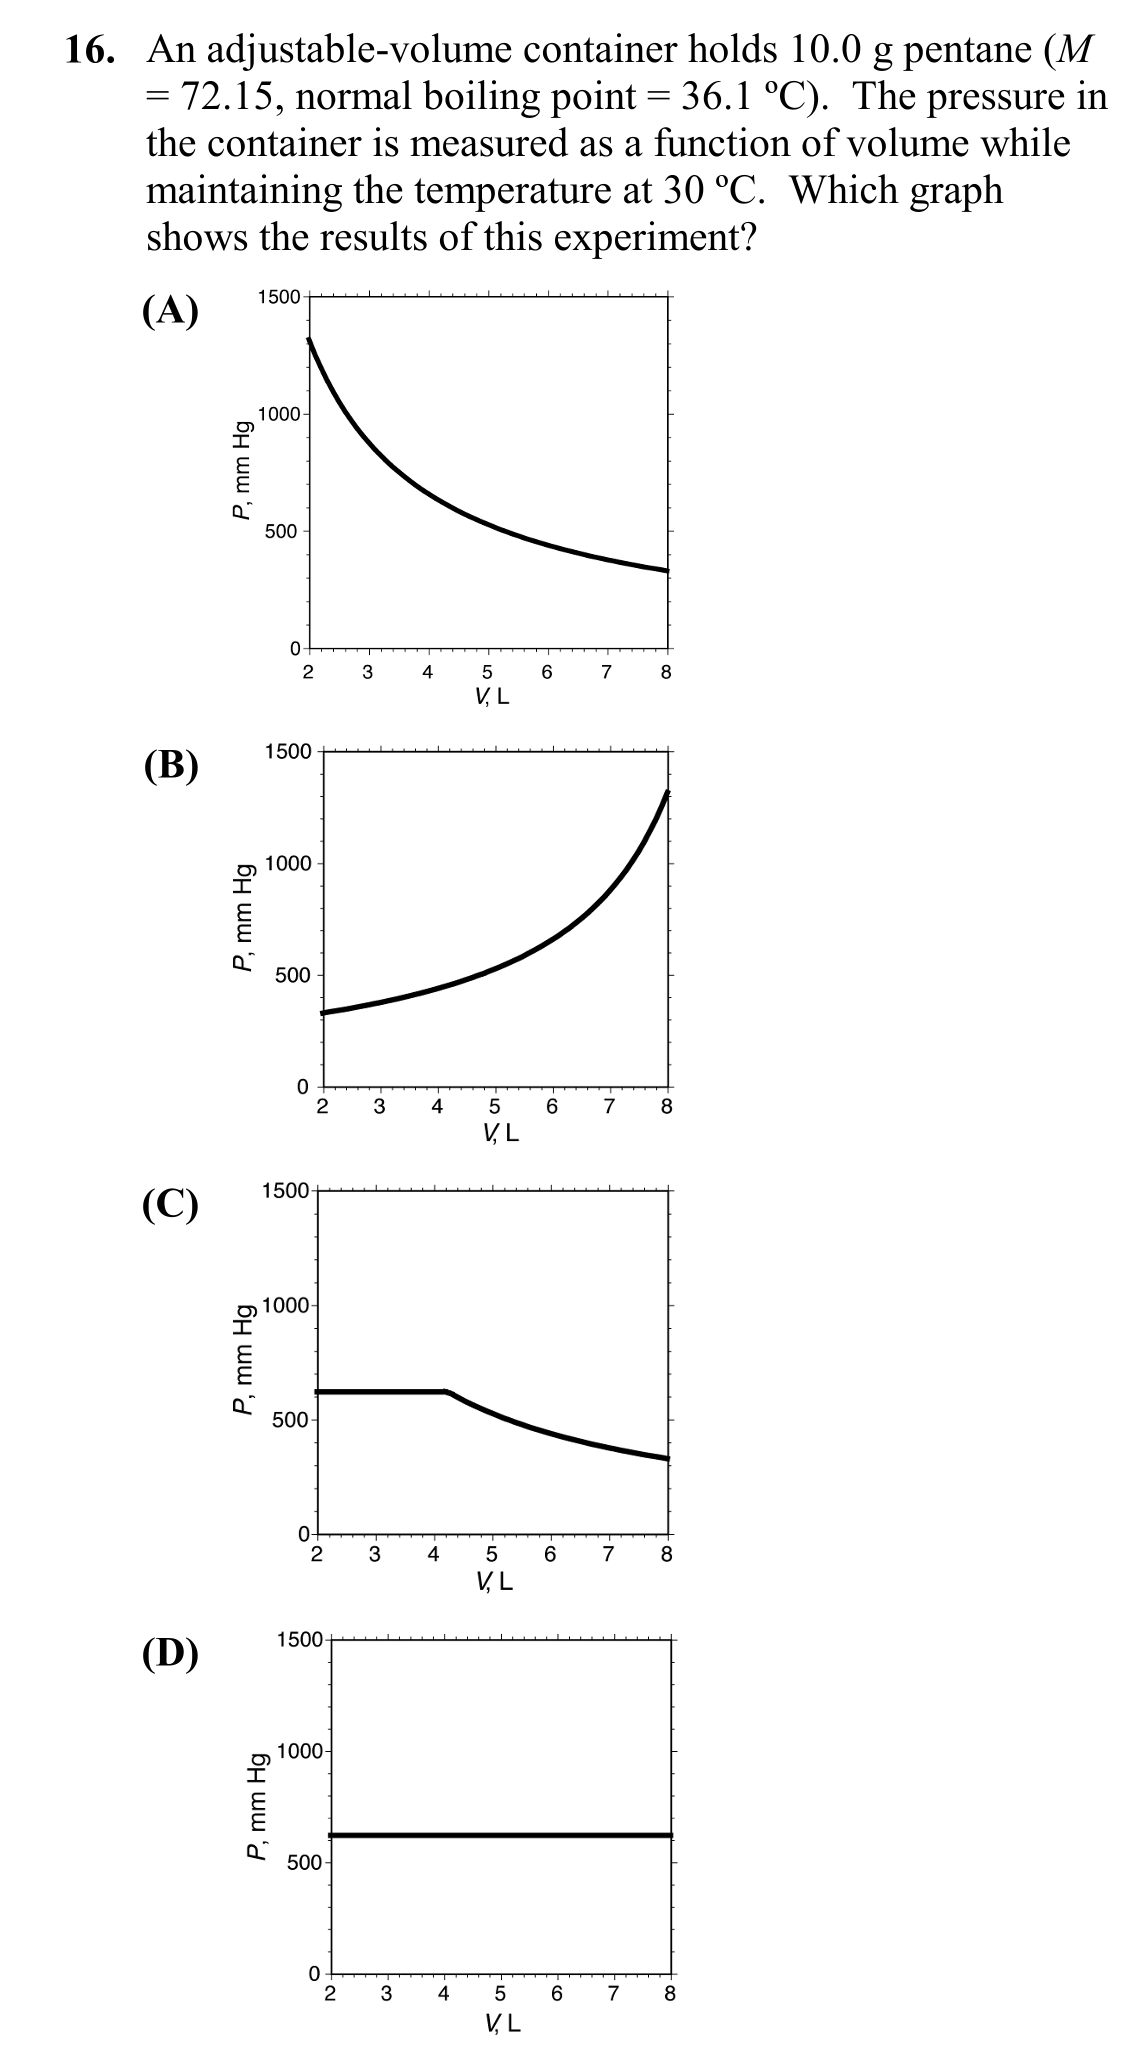 16. An adjustable-volume container holds 10.0 g pentane (M
= 72.15, normal boiling point = 36.1 ºC). The pressure in
the container is measured as a function of volume while
maintaining the temperature at 30 ºC. Which graph
shows the results of this experiment?
(A)
1500
1000
500
0
P, mm Hg
2 3 4 5 6 7 8
V, L
(B)
1500
1000
500
0
P, mm Hg
2 3 4 5 6 7 8
V, L
(C)
1500
1000
500
0
P, mm Hg
2 3 4 5 6 7 8
V, L
(D)
1500
1000
500
0
P, mm Hg
2 3 4 5 6 7 8
V, L